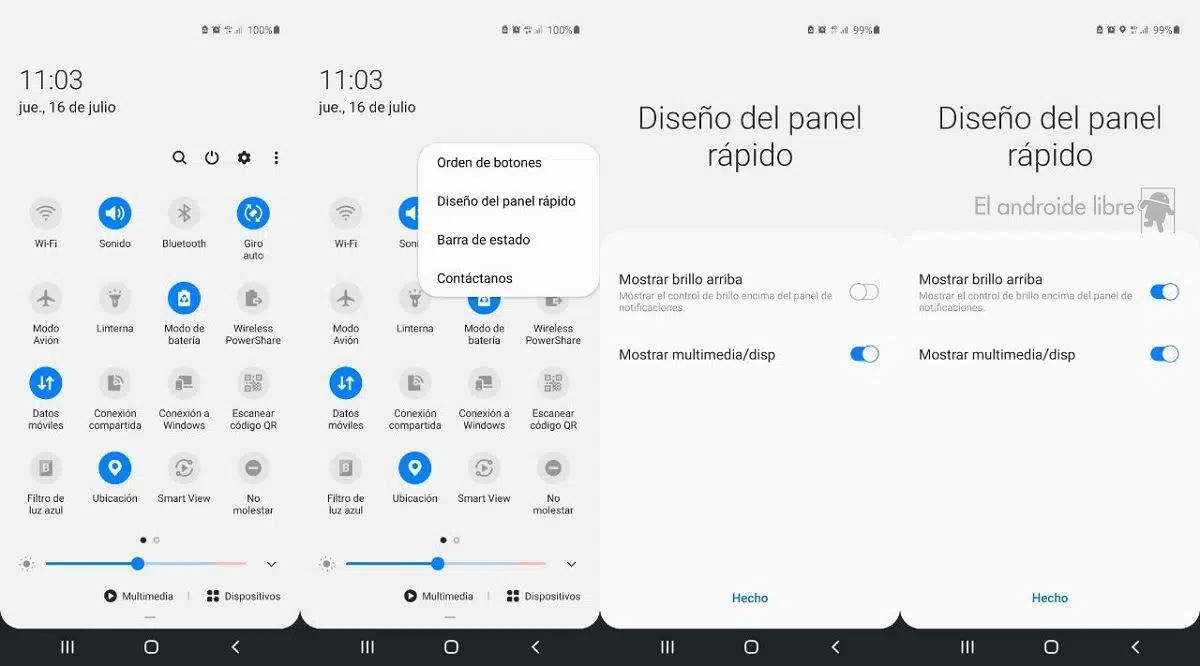 100%
11:03
jue., 16 de julio
Wi-Fi
Sonido
Bluetooth
Giro
auto
Modo
Avión
Linterna
Modo de
batería
Wireless
PowerShare
Datos
móviles
Conexión
compartida
Conexión a
Windows
Escanear
código QR
Filtro de
luz azul
Ubicación
Smart View
No
molestar
Multimedia
Dispositivos
100%
11:03
jue., 16 de julio
Orden de botones
Diseño del panel rápido
Barra de estado
Contáctanos
Wi-Fi
Modo
Avión
Linterna
Modo de
batería
Wireless
PowerShare
Datos
móviles
Conexión
compartida
Conexión a
Windows
Escanear
código QR
Filtro de
luz azul
Ubicación
Smart View
No
molestar
Multimedia
Dispositivos
99%
Diseño del panel
rápido
Mostrar brillo arriba
Mostrar el control de brillo encima del panel de
notificaciones.
Mostrar multimedia/disp
Hecho
99%
Diseño del panel
rápido
El androide libre
Mostrar brillo arriba
Mostrar el control de brillo encima del panel de
notificaciones.
Mostrar multimedia/disp
Hecho